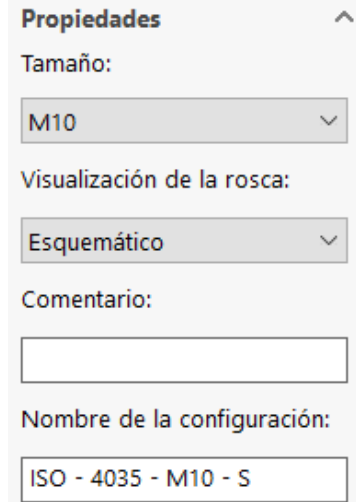 Propiedades
Tamaño:
M10
Visualización de la rosca:
Esquemático
Comentario:
Nombre de la configuración:
ISO - 4035 - M10 - S